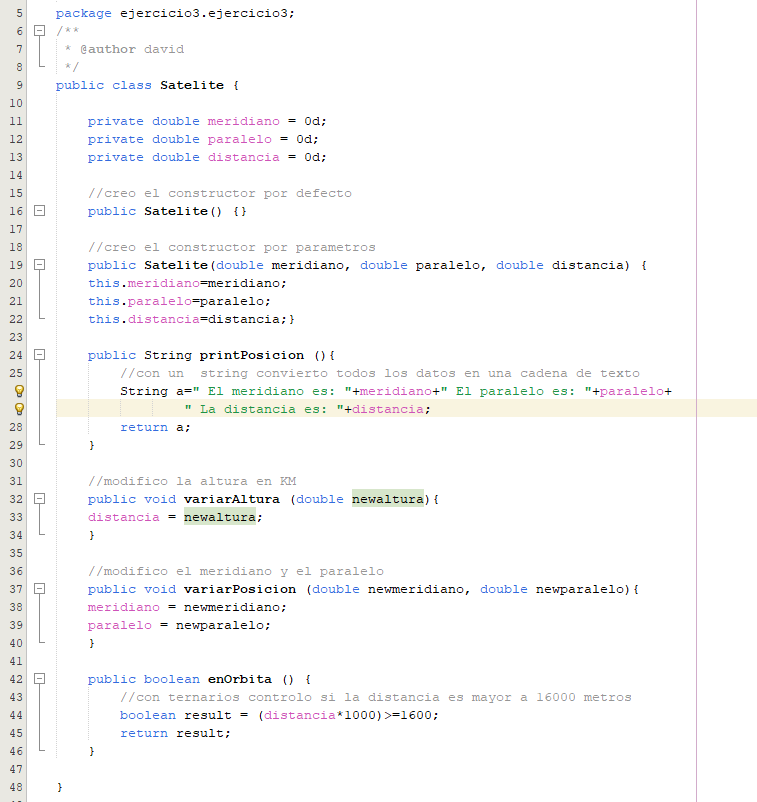 5 package ejercicio3.ejercicio3;
6 /**
7 * @author david
8 */
9 public class Satelite {
10
11 private double meridiano = 0d;
12 private double paralelo = 0d;
13 private double distancia = 0d;
14
15 //creo el constructor por defecto
16 public Satelite() {}
17
18 //creo el constructor por parametros
19 public Satelite(double meridiano, double paralelo, double distancia) {
20 this.meridiano=meridiano;
21 this.paralelo=paralelo;
22 this.distancia=distancia;}
23
24 public String printPosicion (){
25 //con un  string convierto todos los datos en una cadena de texto
String a=" El meridiano es: "+meridiano+" El paralelo es: "+paralelo+
" La distancia es: "+distancia;
28 return a;
29 }
30
31 //modifico la altura en KM
32 public void variarAltura (double newaltura){
33 distancia = newaltura;
34 }
35
36 //modifico el meridiano y el paralelo
37 public void variarPosicion (double newmeridiano, double newparalelo){
38 meridiano = newmeridiano;
39 paralelo = newparalelo;
40 }
41
42 public boolean enOrbita () {
43 //con ternarios controlo si la distancia es mayor a 16000 metros
44 boolean result = (distancia*1000)>=1600;
45 return result;
46 }
47
48 }